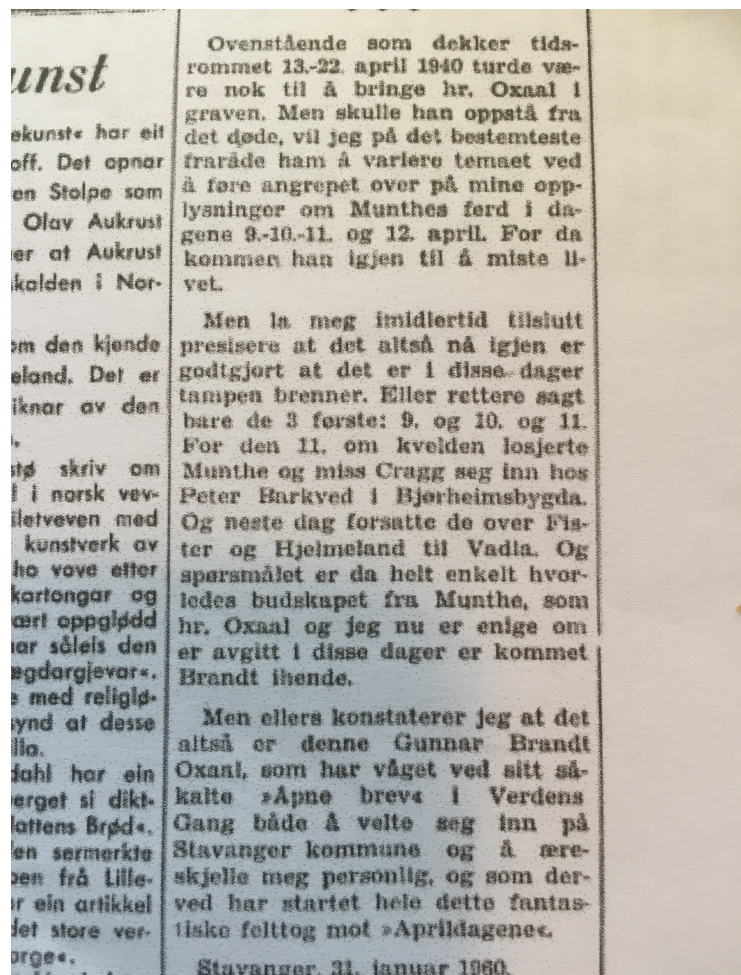 unst
ekunst« har eit
off. Det opnar
en Stolpe som
Olav Aukrust
er at Aukrust
skalden i Nor-
om den kjende
eland. Det er
iknar av den
stø skriv om
i norsk vev-
iletveven med
kunstverk av
ho vove etter
kartongar og
vært oppglødd
ar såleis den
egdargjevar«.
e med religiø-
synd at desse
lla.
dahl har ein
erget si dikt-
lattens Brød«.
en sermerkte
pen frå Lille-
r ein artikkel
det store ver-
orge«.
Ovenstående som dekker tids-
rommet 13.-22. april 1940 turde væ-
re nok til å bringe hr. Oxaal i
graven. Men skulle han oppstå fra
det døde, vil jeg på det bestemteste
fraråde ham å variere temaet ved
å føre angrepet over på mine opp-
lysninger om Munthes ferd i da-
gene 9.-10.-11. og 12. april. For da
kommer han igjen til å miste li-
vet.
Men la meg imidlertid tilslutt
presisere at det altså nå igjen er
godtgjort at det er i disse dager
tampen brenner. Eller rettere sagt
bare de 3 første: 9. og 10. og 11.
For den 11. om kvelden losjerte
Munthe og miss Cragg seg inn hos
Peter Barkved i Bjørheimsbygda.
Og neste dag forsatte de over Fis-
ter og Hjelmeland til Vadla. Og
spørsmålet er da helt enkelt hvor-
ledes budskapet fra Munthe, som
hr. Oxaal og jeg nu er enige om
er avgitt i disse dager er kommet
Brandt ihende.
Men ellers konstaterer jeg at det
altså er denne Gunnar Brandt
Oxaal, som har våget ved sitt så-
kalte »Åpne brev« i Verdens
Gang både å velte seg inn på
Stavanger kommune og å ære-
skjelle meg personlig, og som der-
ved har startet hele dette fantas-
tiske felttog mot »Aprildagene«.
Stavanger, 31. januar 1960.